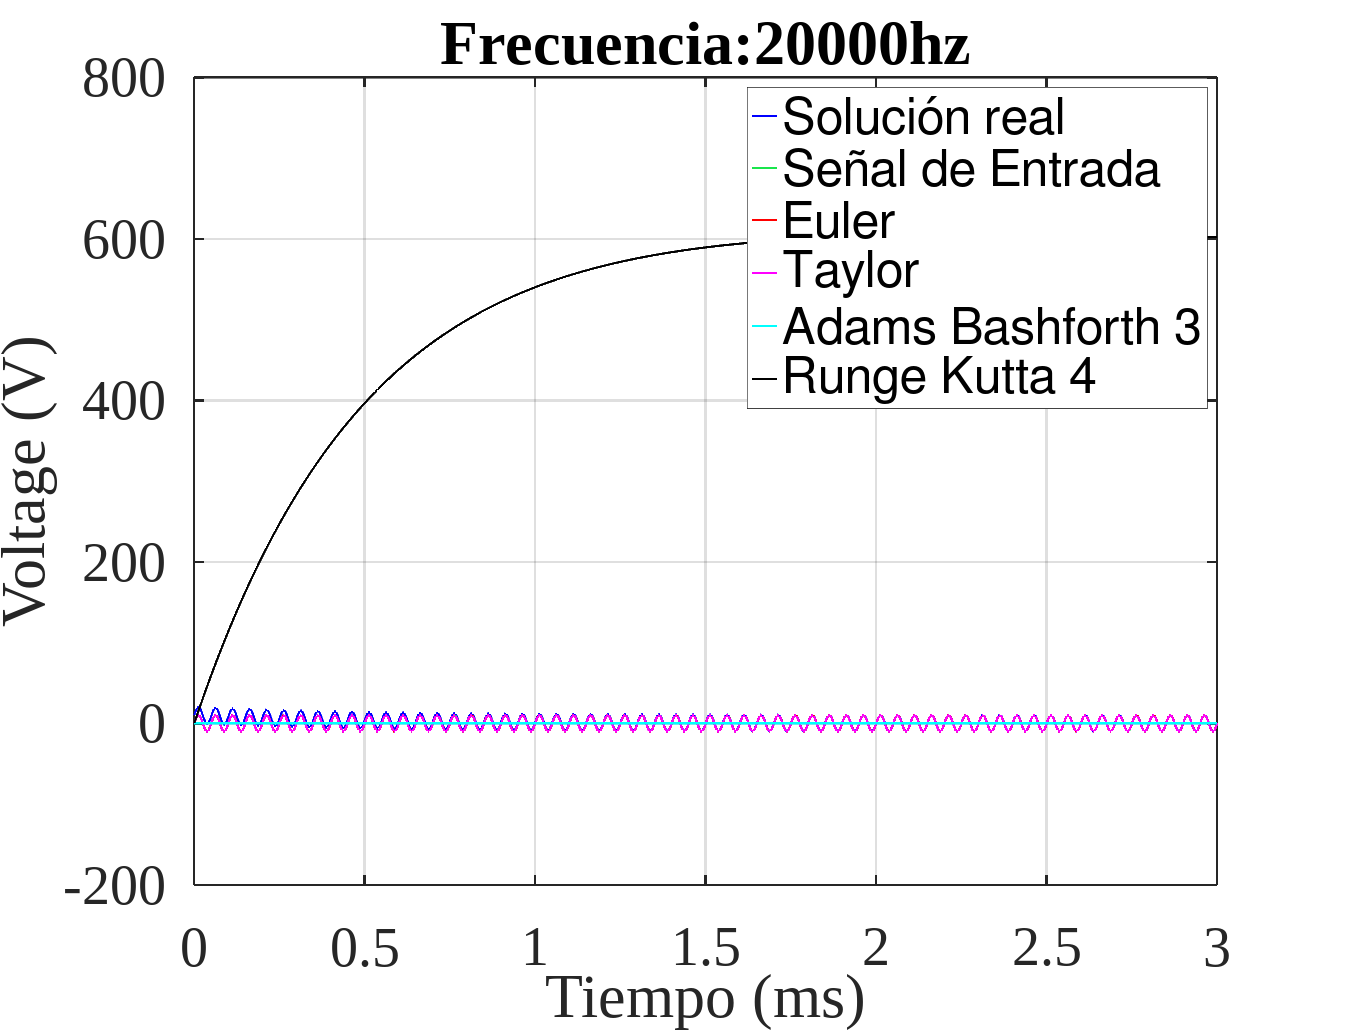 Frecuencia:20000hz
800
600
400
200
0
-200
Voltage (V)
Solución real
Señal de Entrada
Euler
Taylor
Adams Bashforth 3
Runge Kutta 4
0 0.5 1 1.5 2 2.5 3
Tiempo (ms)